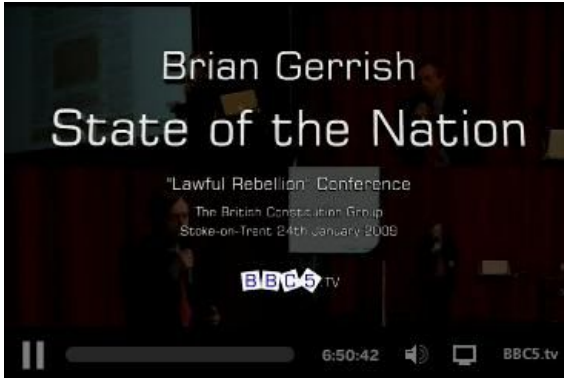 Brian Gerrish
State of the Nation
"Lawful Rebellion" Conference
The British Constitution Group
Stoke-on-Trent 24th January 2009
BBC5.TV
6:50:42
BBC5.tv